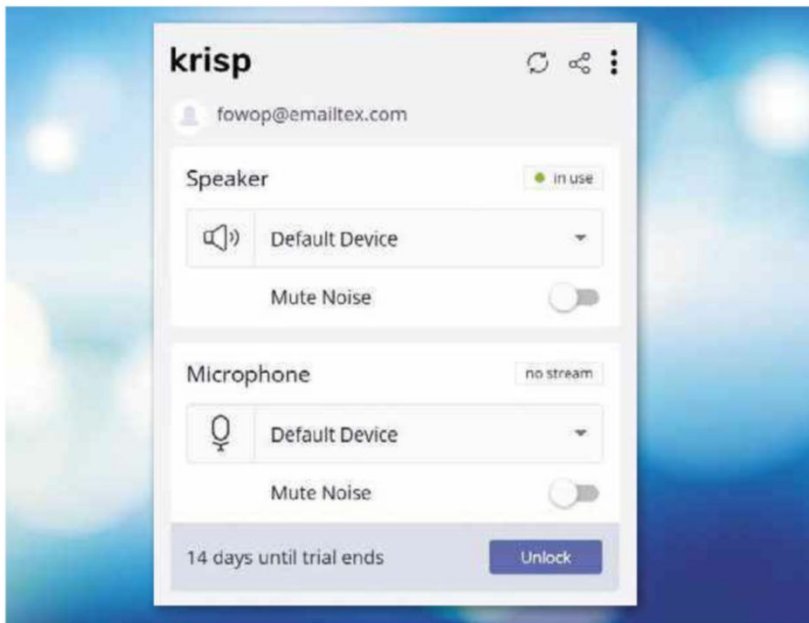 krisp
fowop@emailtex.com
Speaker
in use
Default Device
Mute Noise
Microphone
no stream
Default Device
Mute Noise
14 days until trial ends
Unlock